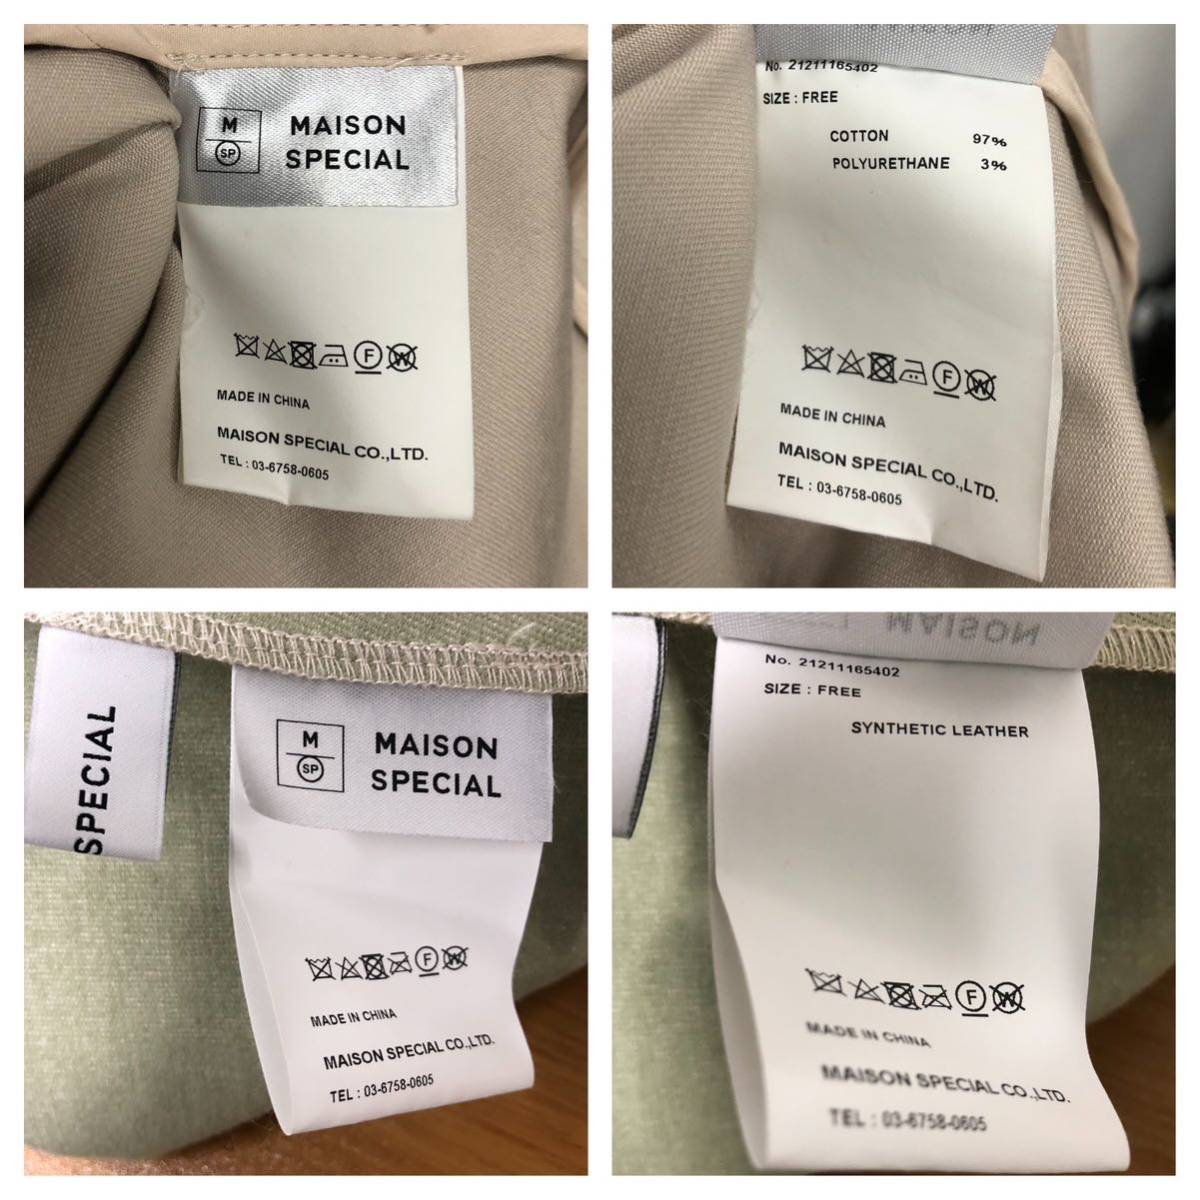 M
SP
MAISON
SPECIAL
MADE IN CHINA
MAISON SPECIAL CO.,LTD.
TEL : 03-6758-0605
No. 21211165402
SIZE : FREE
COTTON 97%
POLYURETHANE 3%
F
W
MADE IN CHINA
MAISON SPECIAL CO.,LTD.
TEL : 03-6758-0605
SPECIAL
M
SP
MAISON
SPECIAL
F
W
MADE IN CHINA
MAISON SPECIAL CO.,LTD.
TEL : 03-6758-0605
MAISON
No. 21211165402
SIZE : FREE
SYNTHETIC LEATHER
F
W
MADE IN CHINA
MAISON SPECIAL CO.,LTD.
TEL : 03-6758-0605